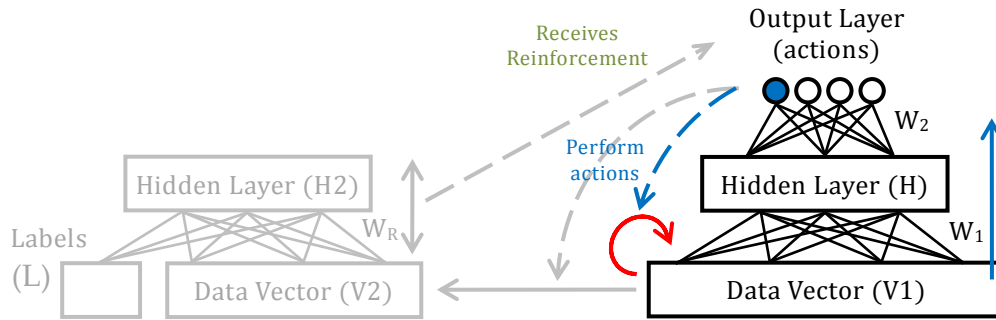 Output Layer
(actions)
Receives
Reinforcement
W2
Perform
actions
Hidden Layer (H2)
Hidden Layer (H)
Labels
(L)
WR
W1
Data Vector (V2)
Data Vector (V1)